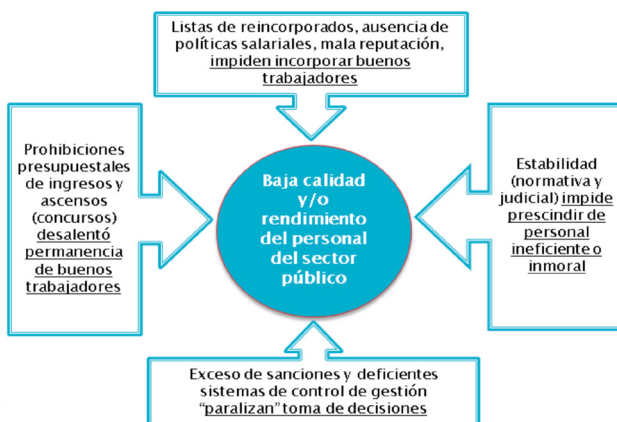 Listas de reincorporados, ausencia de
políticas salariales, mala reputación,
impiden incorporar buenos
trabajadores
Prohibiciones
presupuestales
de ingresos y
ascensos
(concursos)
desalentó
permanencia
de buenos
trabajadores
Baja calidad
y/o
rendimiento
del personal
del sector
público
Estabilidad
(normativa y
judicial) impide
prescindir de
personal
ineficiente o
inmoral
Exceso de sanciones y deficientes
sistemas de control de gestión
“paralizan” toma de decisiones